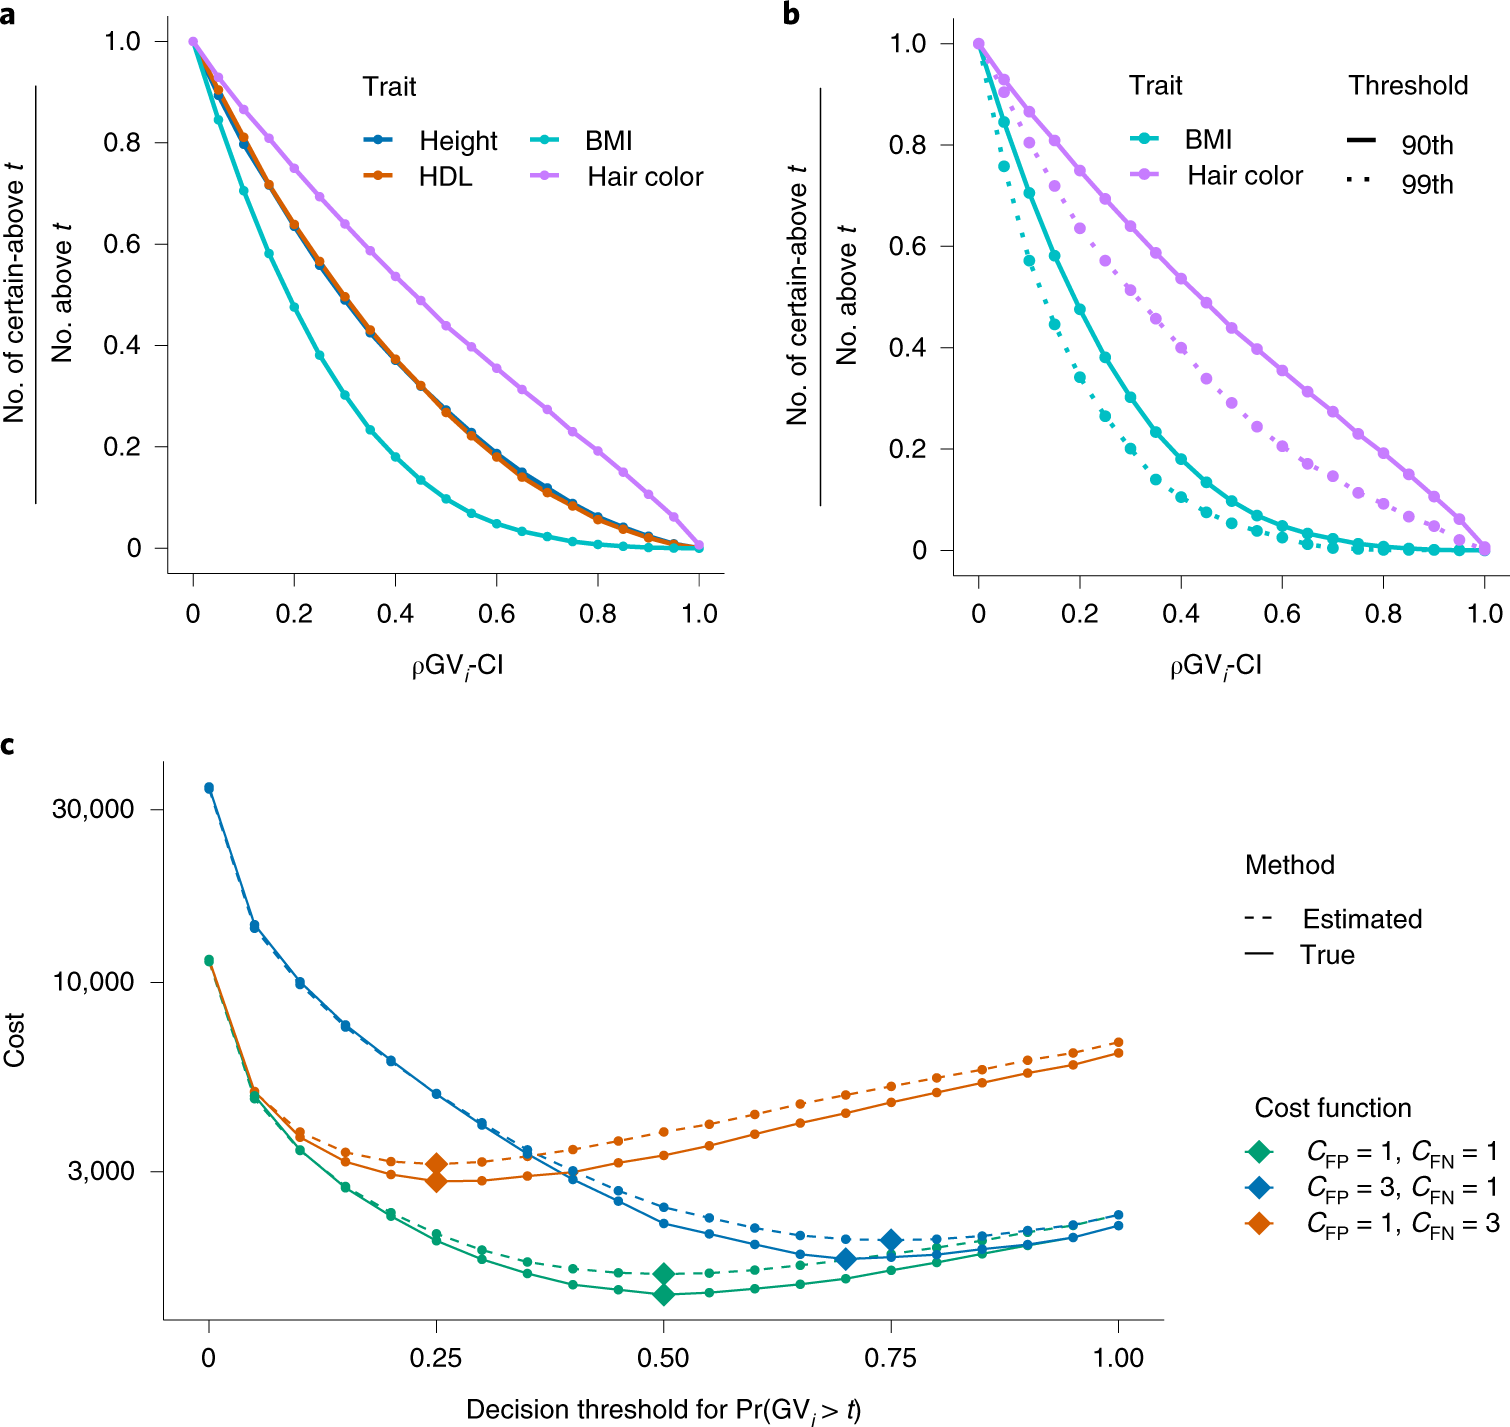 a
No. of certain-above t
No. above t
1.0
0.8
0.6
0.4
0.2
0
Trait
Height
BMI
HDL
Hair color
0 0.2 0.4 0.6 0.8 1.0
ρGVi-CI
b
No. of certain-above t
No. above t
1.0
0.8
0.6
0.4
0.2
0
Trait
BMI
Hair color
Threshold
90th
99th
0 0.2 0.4 0.6 0.8 1.0
ρGVi-CI
c
Cost
30,000
10,000
3,000
0 0.25 0.50 0.75 1.00
Decision threshold for Pr(GVi > t)
Method
Estimated
True
Cost function
CFP = 1, CFN = 1
CFP = 3, CFN = 1
CFP = 1, CFN = 3